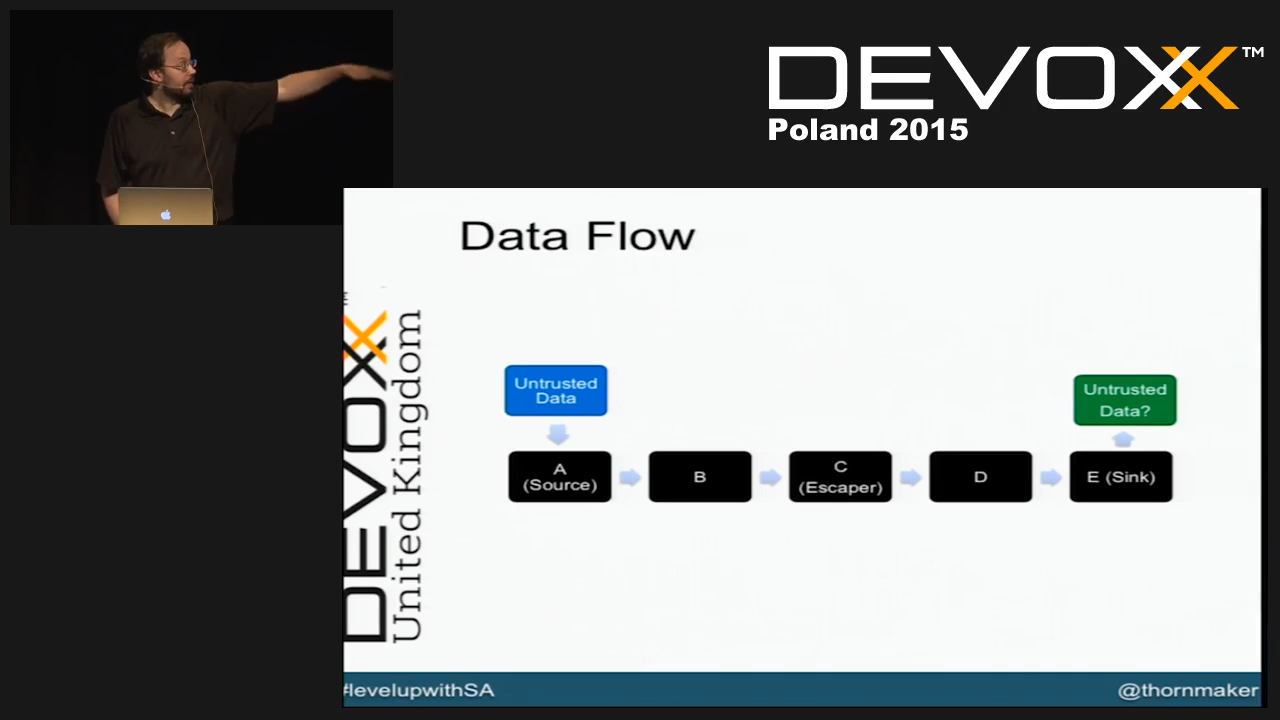 DEVOXX™
Poland 2015
Data Flow
DEVOXX
United Kingdom
Untrusted
Data
Untrusted
Data?
A
(Source)
B
C
(Escaper)
D
E (Sink)
#levelupwithSA
@thornmaker